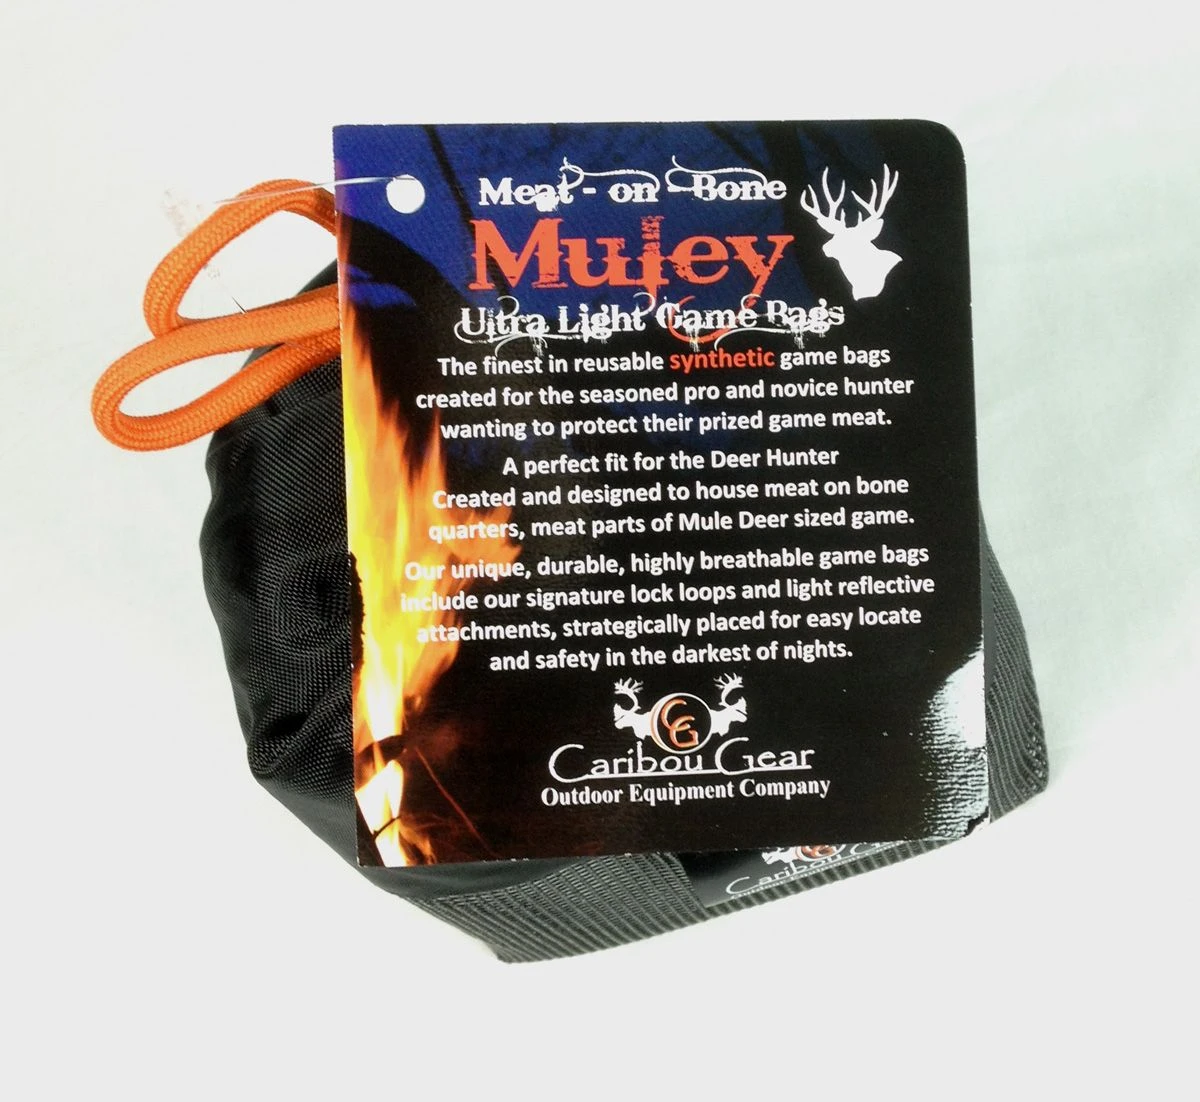 Meat - on - Bone
Muley
Ultra Light Game Bags
The finest in reusable synthetic game bags
created for the seasoned pro and novice hunter
wanting to protect their prized game meat.
A perfect fit for the Deer Hunter
Created and designed to house meat on bone
quarters, meat parts of Mule Deer sized game.
Our unique, durable, highly breathable game bags
include our signature lock loops and light reflective
attachments, strategically placed for easy locate
and safety in the darkest of nights.
CG
Caribou Gear
Outdoor Equipment Company
Caribou
Outdoor